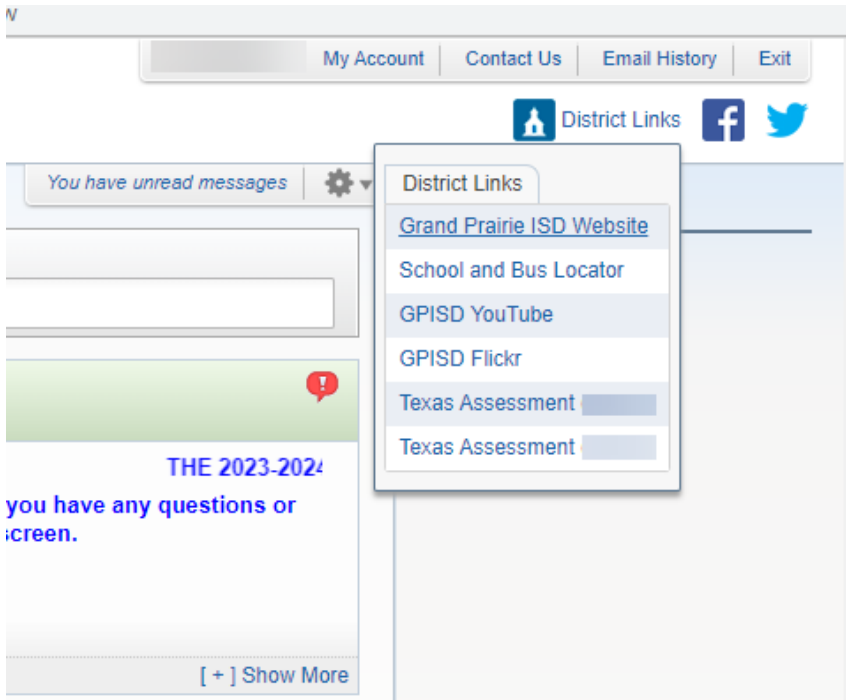 My Account Contact Us Email History Exit
District Links
You have unread messages
District Links
Grand Prairie ISD Website
School and Bus Locator
GPISD YouTube
GPISD Flickr
Texas Assessment
Texas Assessment
THE 2023-2024
you have any questions or
screen.
[ + ] Show More